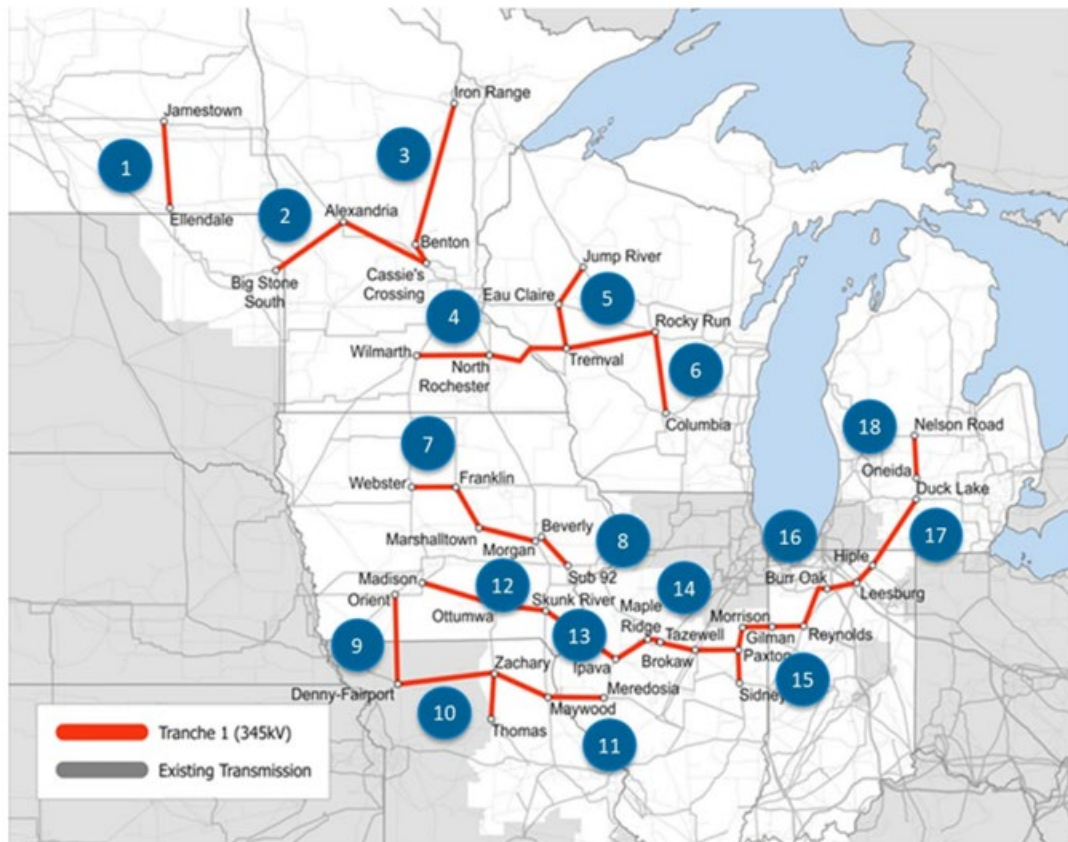 Jamestown
Iron Range
1
3
Ellendale
2
Alexandria
Benton
Big Stone
South
Cassie's
Crossing
Jump River
Eau Claire
5
4
Rocky Run
Wilmarth
North
Rochester
Tremval
6
Columbia
18
Nelson Road
7
Oneida
Webster
Franklin
Duck Lake
Marshalltown
Beverly
Morgan
8
16
17
Hiple
Sub 92
Burr Oak
Leesburg
Madison
12
14
Orient
Skunk River
Maple
Ridge
Ottumwa
13
Tazewell
Morrison
Gilman
Reynolds
9
Ipava
Brokaw
Paxton
15
Zachary
Sidney
Denny-Fairport
Meredosia
10
Maywood
Thomas
11
Tranche 1 (345kV)
Existing Transmission